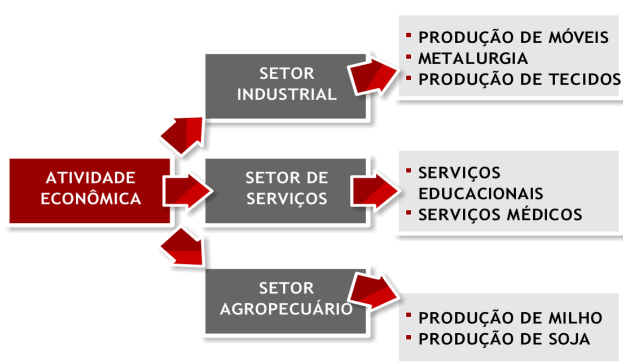 ATIVIDADE
ECONÔMICA
SETOR
INDUSTRIAL
▪ PRODUÇÃO DE MÓVEIS
▪ METALURGIA
▪ PRODUÇÃO DE TECIDOS
SETOR DE
SERVIÇOS
▪ SERVIÇOS
EDUCACIONAIS
▪ SERVIÇOS MÉDICOS
SETOR
AGROPECUÁRIO
▪ PRODUÇÃO DE MILHO
▪ PRODUÇÃO DE SOJA